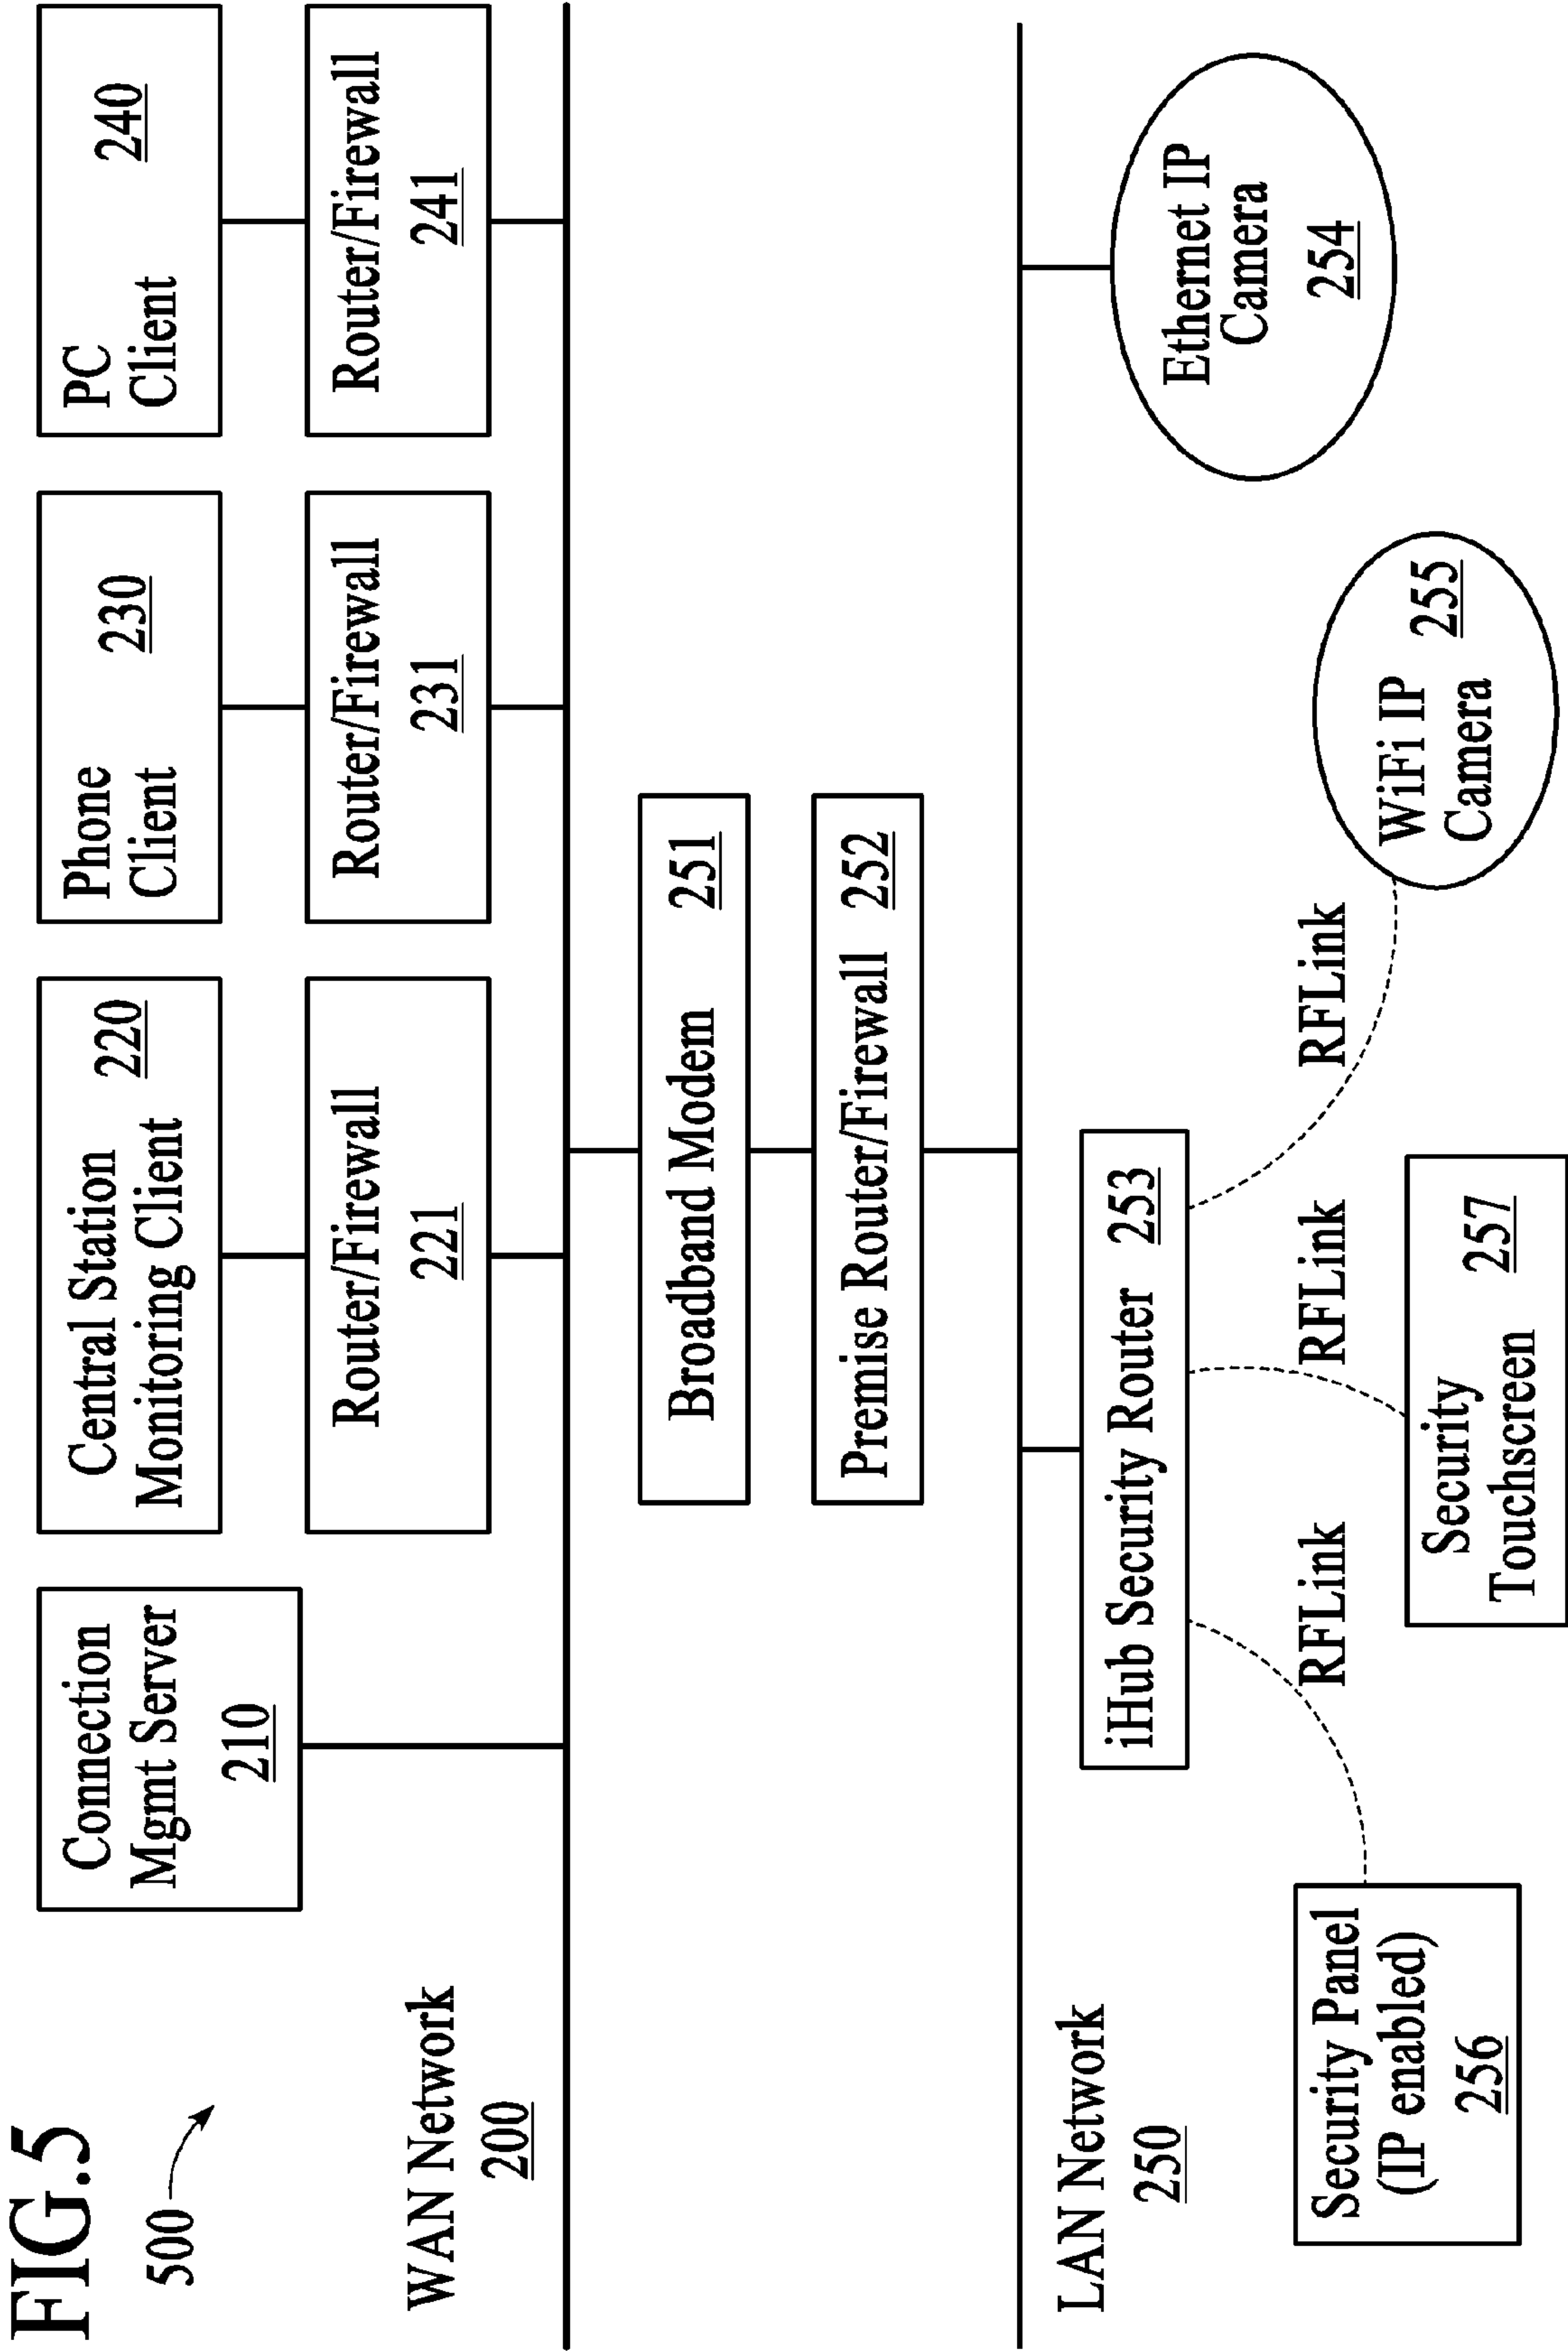 FIG.5
500
Connection
Mgmt Server
210
Central Station
Monitoring Client
220
Phone
Client
230
PC
Client
240
Router/Firewall
221
Router/Firewall
231
Router/Firewall
241
WAN Network
200
Broadband Modem 251
Premise Router/Firewall 252
LAN Network
250
iHub Security Router 253
Ethernet IP
Camera
254
RFLink
RFLink
RFLink
Security Panel
(IP enabled)
256
Security
Touchscreen
257
WiFi IP
Camera
255